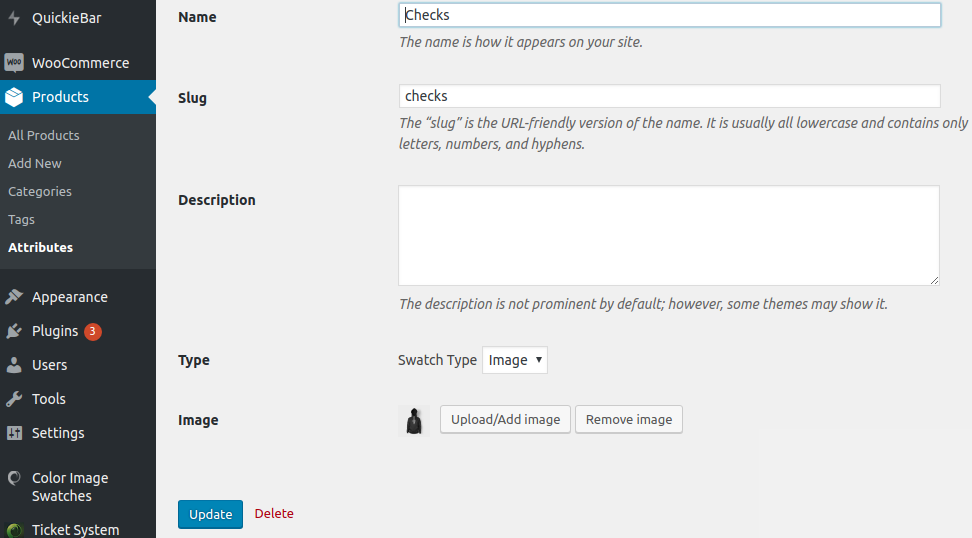 QuickieBar
WOO WooCommerce
Products
All Products
Add New
Categories
Tags
Attributes
Appearance
Plugins 3
Users
Tools
Settings
Color Image
Swatches
Ticket System
Name
Checks
The name is how it appears on your site.
Slug
checks
The “slug” is the URL-friendly version of the name. It is usually all lowercase and contains only
letters, numbers, and hyphens.
Description
The description is not prominent by default; however, some themes may show it.
Type
Swatch Type Image
Image
Upload/Add image Remove image
Update Delete